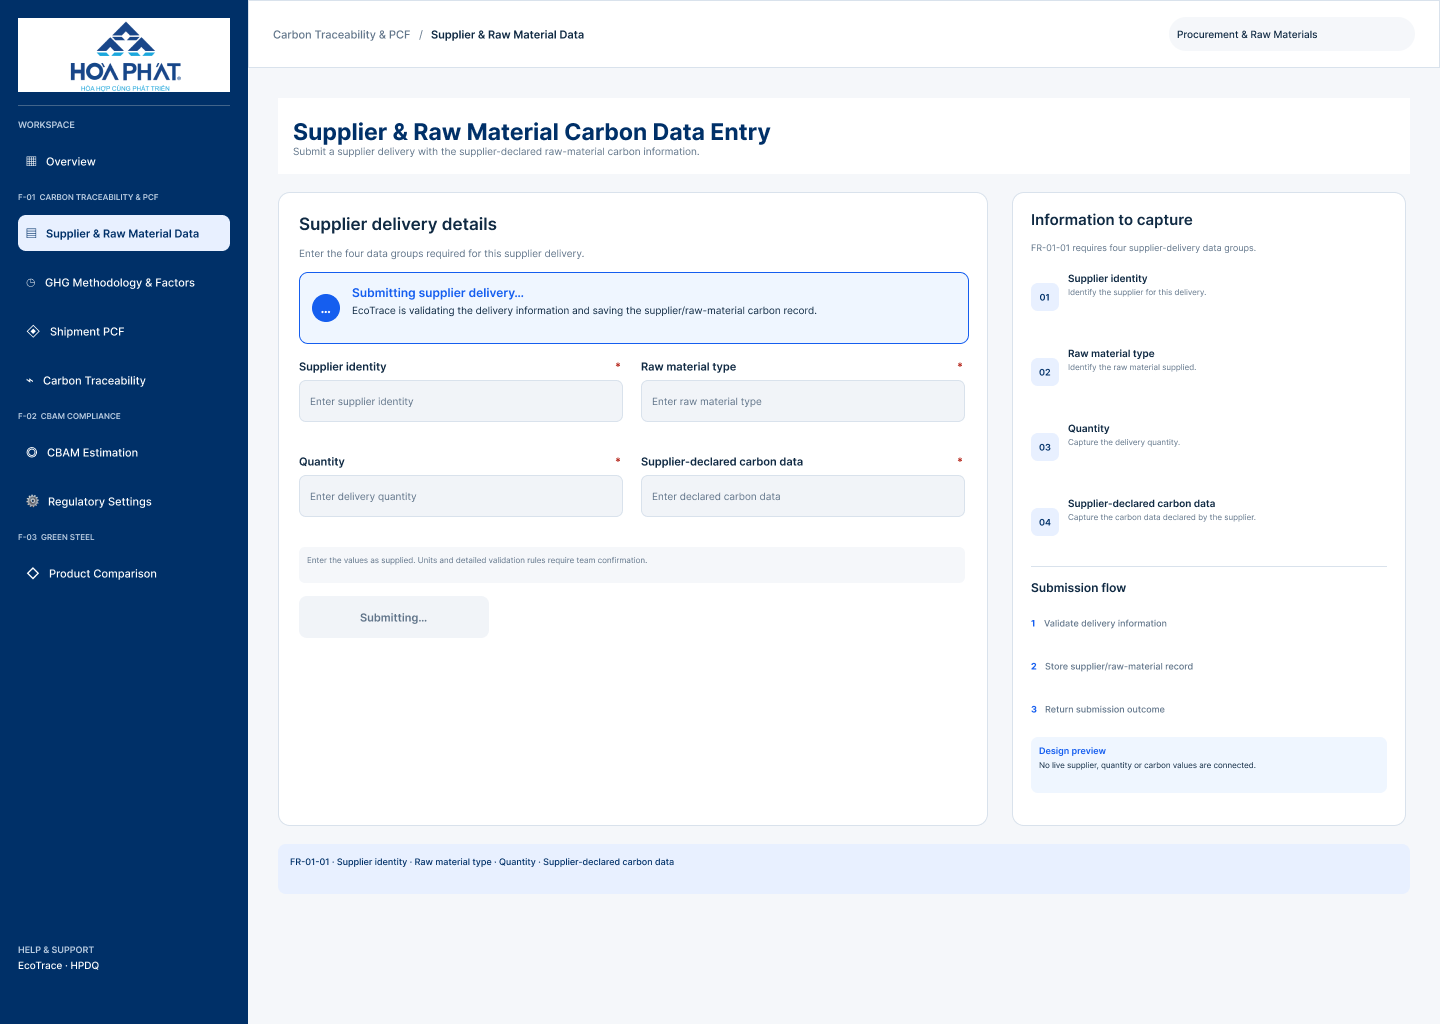 HÒA PHÁT
HÒA HỢP CÙNG PHÁT TRIỂN
WORKSPACE
Overview
F-01 CARBON TRACEABILITY & PCF
Supplier & Raw Material Data
GHG Methodology & Factors
Shipment PCF
Carbon Traceability
F-02 CBAM COMPLIANCE
CBAM Estimation
Regulatory Settings
F-03 GREEN STEEL
Product Comparison
HELP & SUPPORT
EcoTrace · HPDQ
Carbon Traceability & PCF / Supplier & Raw Material Data
Procurement & Raw Materials
Supplier & Raw Material Carbon Data Entry
Submit a supplier delivery with the supplier-declared raw-material carbon information.
Supplier delivery details
Enter the four data groups required for this supplier delivery.
...
Submitting supplier delivery...
EcoTrace is validating the delivery information and saving the supplier/raw-material carbon record.
Supplier identity *
Enter supplier identity
Raw material type *
Enter raw material type
Quantity *
Enter delivery quantity
Supplier-declared carbon data *
Enter declared carbon data
Enter the values as supplied. Units and detailed validation rules require team confirmation.
Submitting...
Information to capture
FR-01-01 requires four supplier-delivery data groups.
01
Supplier identity
Identify the supplier for this delivery.
02
Raw material type
Identify the raw material supplied.
03
Quantity
Capture the delivery quantity.
04
Supplier-declared carbon data
Capture the carbon data declared by the supplier.
Submission flow
1 Validate delivery information
2 Store supplier/raw-material record
3 Return submission outcome
Design preview
No live supplier, quantity or carbon values are connected.
FR-01-01 · Supplier identity · Raw material type · Quantity · Supplier-declared carbon data